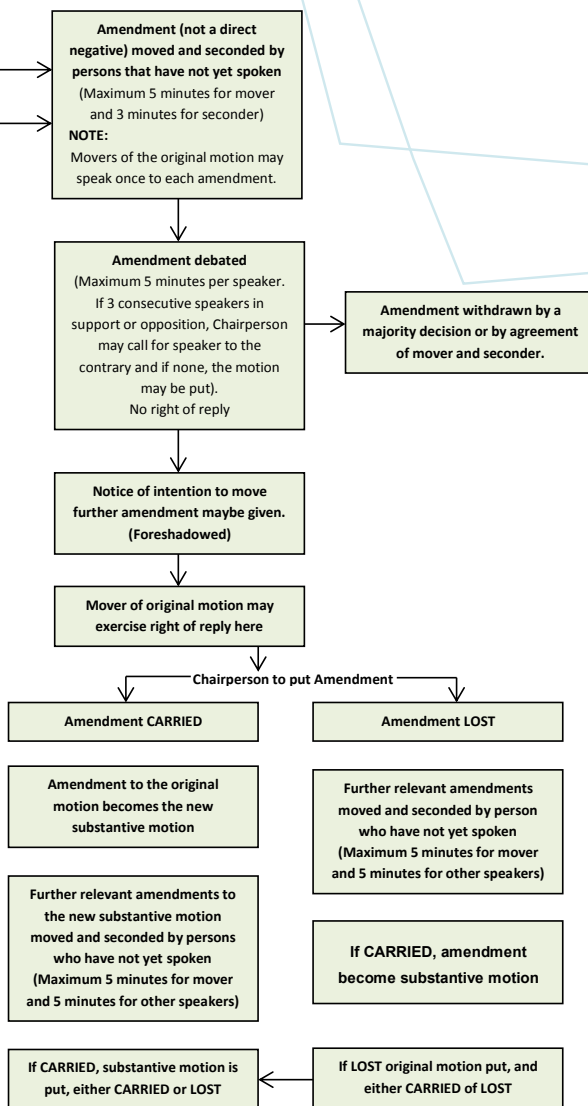 Amendment (not a direct
negative) moved and seconded by
persons that have not yet spoken
(Maximum 5 minutes for mover
and 3 minutes for seconder)
NOTE:
Movers of the original motion may
speak once to each amendment.
Amendment debated
(Maximum 5 minutes per speaker.
If 3 consecutive speakers in
support or opposition, Chairperson
may call for speaker to the
contrary and if none, the motion
may be put).
No right of reply
Amendment withdrawn by a
majority decision or by agreement
of mover and seconder.
Notice of intention to move
further amendment maybe given.
(Foreshadowed)
Mover of original motion may
exercise right of reply here
Chairperson to put Amendment
Amendment CARRIED
Amendment to the original
motion becomes the new
substantive motion
Further relevant amendments to
the new substantive motion
moved and seconded by persons
who have not yet spoken
(Maximum 5 minutes for mover
and 5 minutes for other speakers)
If CARRIED, substantive motion is
put, either CARRIED or LOST
Amendment LOST
Further relevant amendments
moved and seconded by person
who have not yet spoken
(Maximum 5 minutes for mover
and 5 minutes for other speakers)
If CARRIED, amendment
become substantive motion
If LOST original motion put, and
either CARRIED of LOST